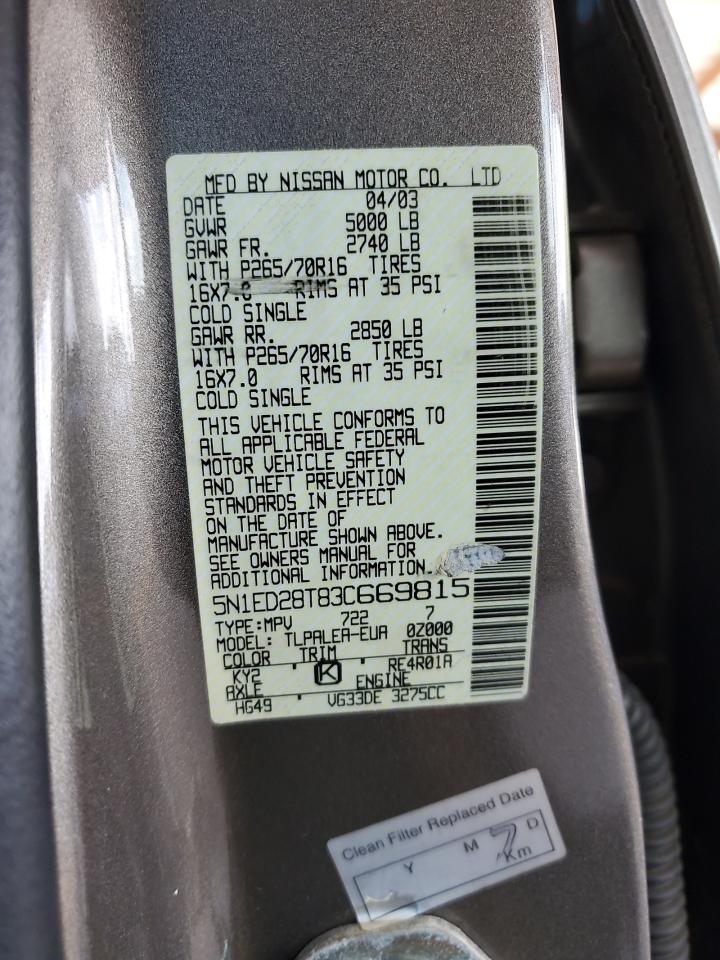 MFD BY NISSAN MOTOR CO. LTD
DATE 04/03
GVWR 5000 LB
GAWR FR. 2740 LB
WITH P265/70R16 TIRES
16X7.0 RIMS AT 35 PSI
COLD SINGLE
GAWR RR. 2850 LB
WITH P265/70R16 TIRES
16X7.0 RIMS AT 35 PSI
COLD SINGLE
THIS VEHICLE CONFORMS TO
ALL APPLICABLE FEDERAL
MOTOR VEHICLE SAFETY
AND THEFT PREVENTION
STANDARDS IN EFFECT
ON THE DATE OF
MANUFACTURE SHOWN ABOVE.
SEE OWNERS MANUAL FOR
ADDITIONAL INFORMATION.
5N1ED28T83C669815
TYPE:MPV 722 7
MODEL: TLPALEA-EUA 0Z000
COLOR TRIM TRANS
KY2 K RE4R01A
AXLE ENGINE
HG49 VG33DE 3275CC
Clean Filter Replaced Date
Y M 7 D
Km